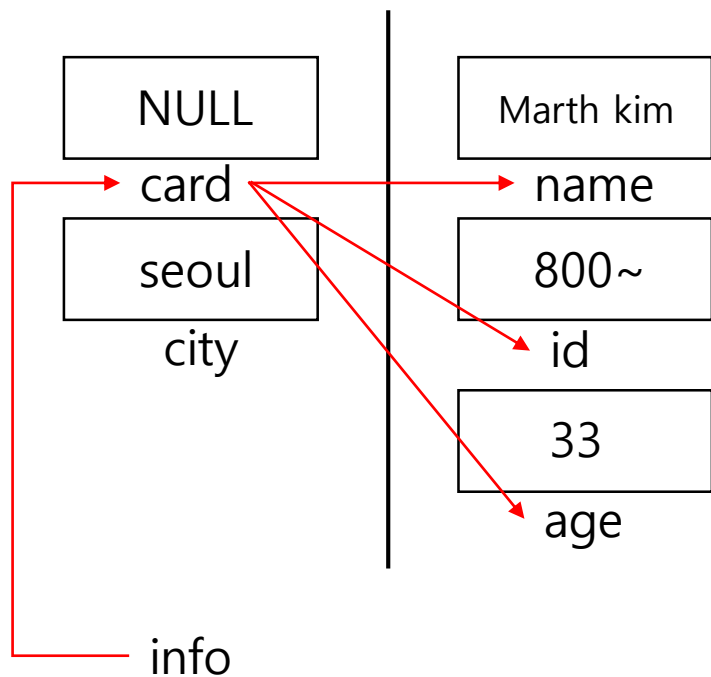 NULL
card
seoul
city
Marth kim
name
800~
id
33
age
info